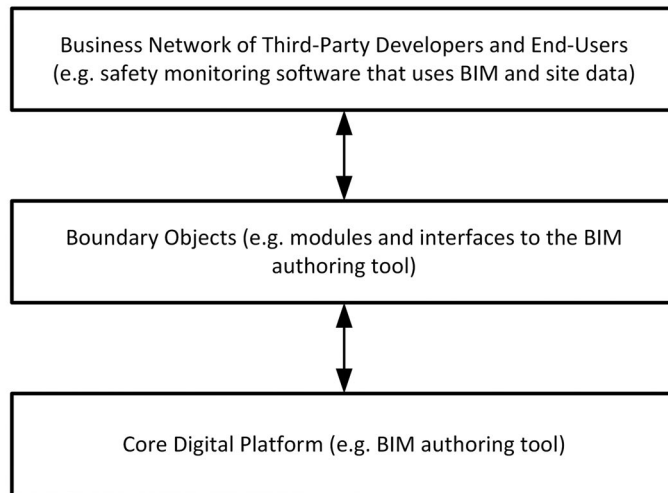 Business Network of Third-Party Developers and End-Users
(e.g. safety monitoring software that uses BIM and site data)
Boundary Objects (e.g. modules and interfaces to the BIM
authoring tool)
Core Digital Platform (e.g. BIM authoring tool)